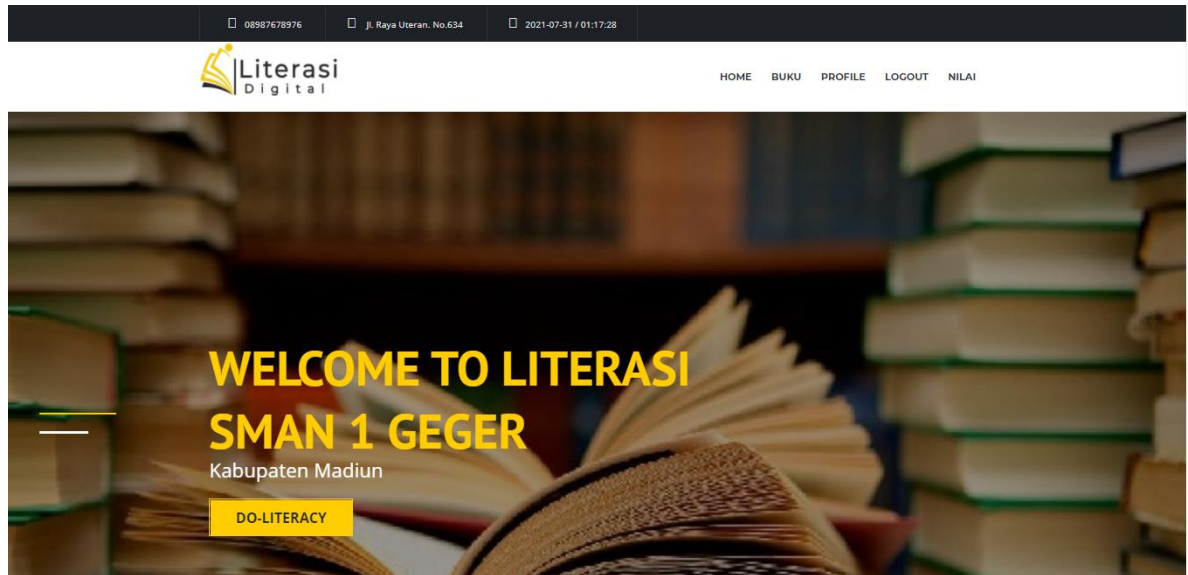 08987678976
Jl. Raya Uteran. No.634
2021-07-31 / 01:17:28
Literasi
Digital
HOME BUKU PROFILE LOGOUT NILAI
WELCOME TO LITERASI
SMAN 1 GEGER
Kabupaten Madiun
DO-LITERACY